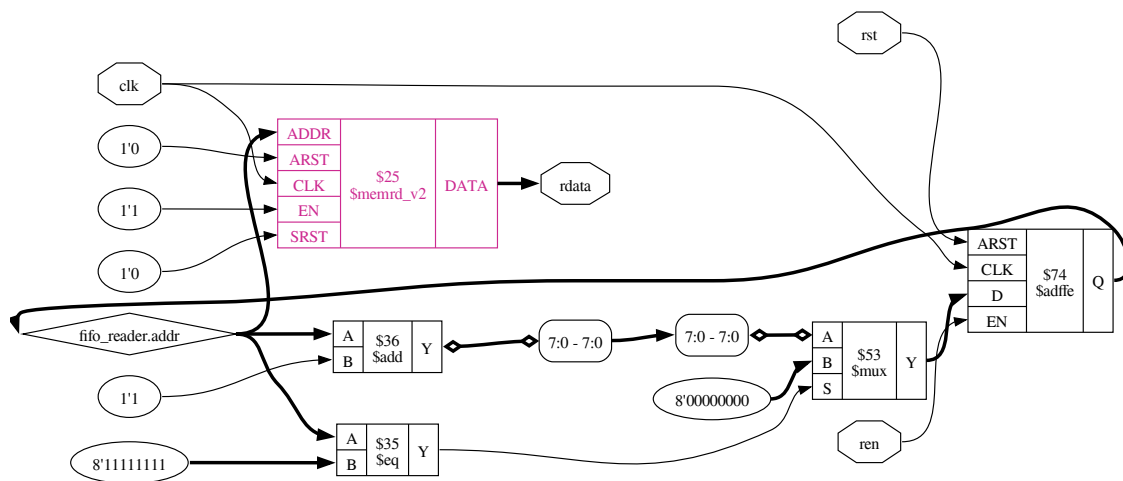 rst
clk
1'0
1'1
1'0
ADDR
ARST
CLK
EN
SRST
$25
$memrd_v2
DATA
rdata
fifo_reader.addr
1'1
8'11111111
A
B
$36
$add
Y
7:0 - 7:0
7:0 - 7:0
A
B
$35
$eq
Y
8'00000000
A
B
S
$53
$mux
Y
ren
ARST
CLK
D
EN
$74
$adffe
Q